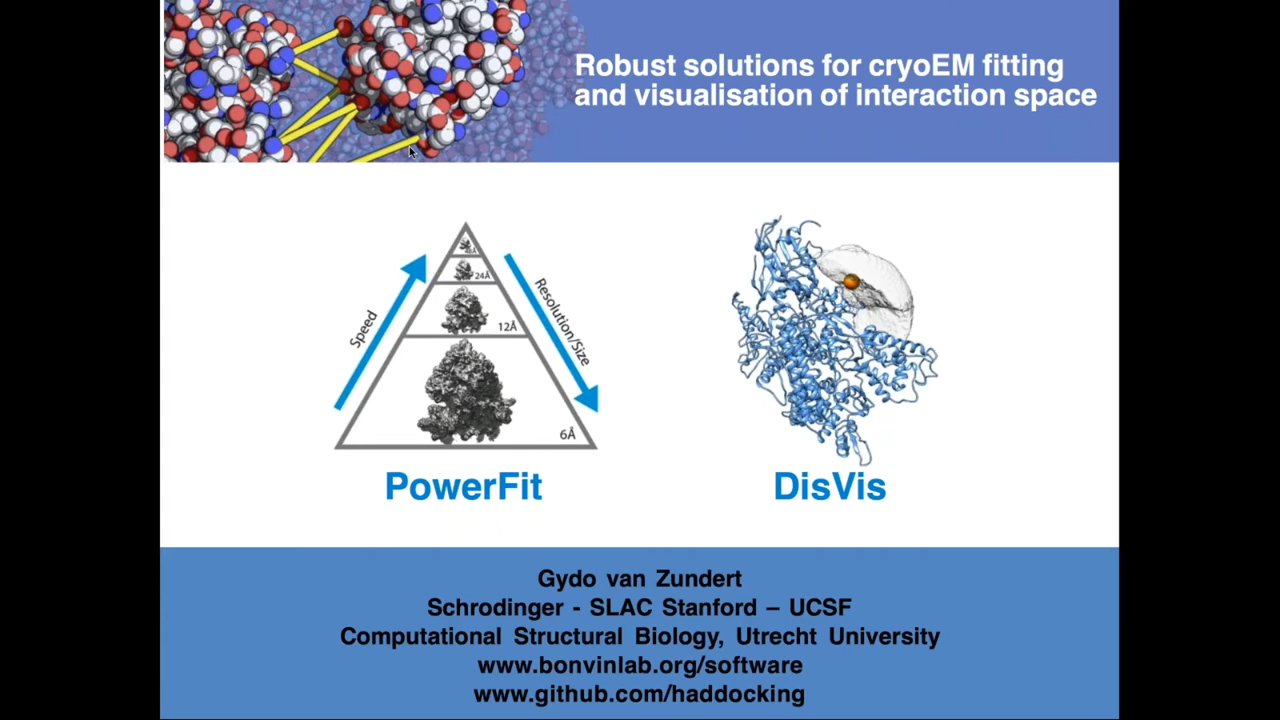 Robust solutions for cryoEM fitting
and visualisation of interaction space
Speed
Resolution/Size
24Å
12Å
6Å
PowerFit
DisVis
Gydo van Zundert
Schrodinger - SLAC Stanford – UCSF
Computational Structural Biology, Utrecht University
www.bonvinlab.org/software
www.github.com/haddocking